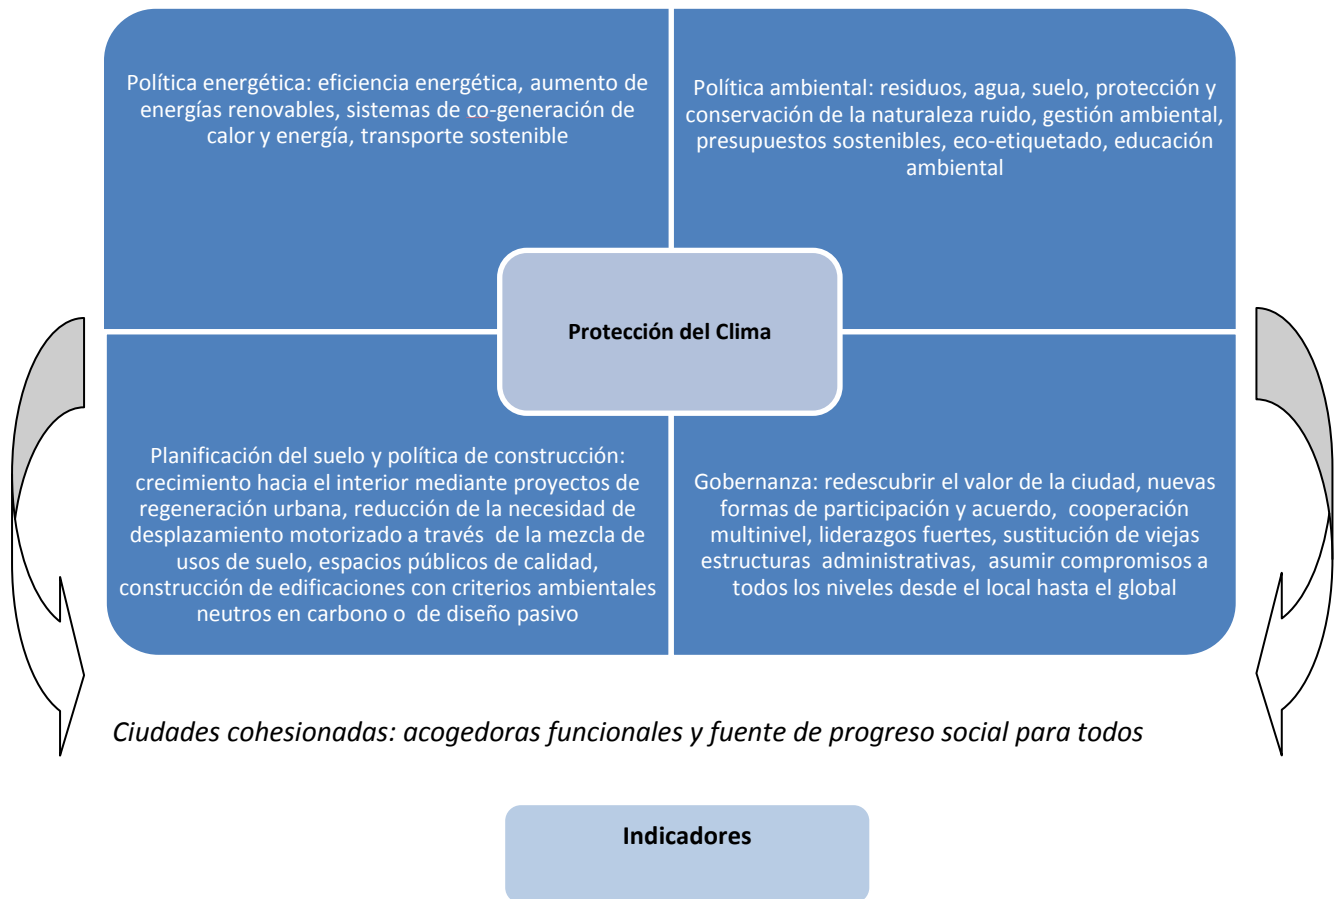 Política energética: eficiencia energética, aumento de
energías renovables, sistemas de co-generación de
calor y energía, transporte sostenible
Política ambiental: residuos, agua, suelo, protección y
conservación de la naturaleza ruido, gestión ambiental,
presupuestos sostenibles, eco-etiquetado, educación
ambiental
Protección del Clima
Planificación del suelo y política de construcción:
crecimiento hacia el interior mediante proyectos de
regeneración urbana, reducción de la necesidad de
desplazamiento motorizado a través de la mezcla de
usos de suelo, espacios públicos de calidad,
construcción de edificaciones con criterios ambientales
neutros en carbono o de diseño pasivo
Gobernanza: redescubrir el valor de la ciudad, nuevas
formas de participación y acuerdo, cooperación
multinivel, liderazgos fuertes, sustitución de viejas
estructuras administrativas, asumir compromisos a
todos los niveles desde el local hasta el global
Ciudades cohesionadas: acogedoras funcionales y fuente de progreso social para todos
Indicadores